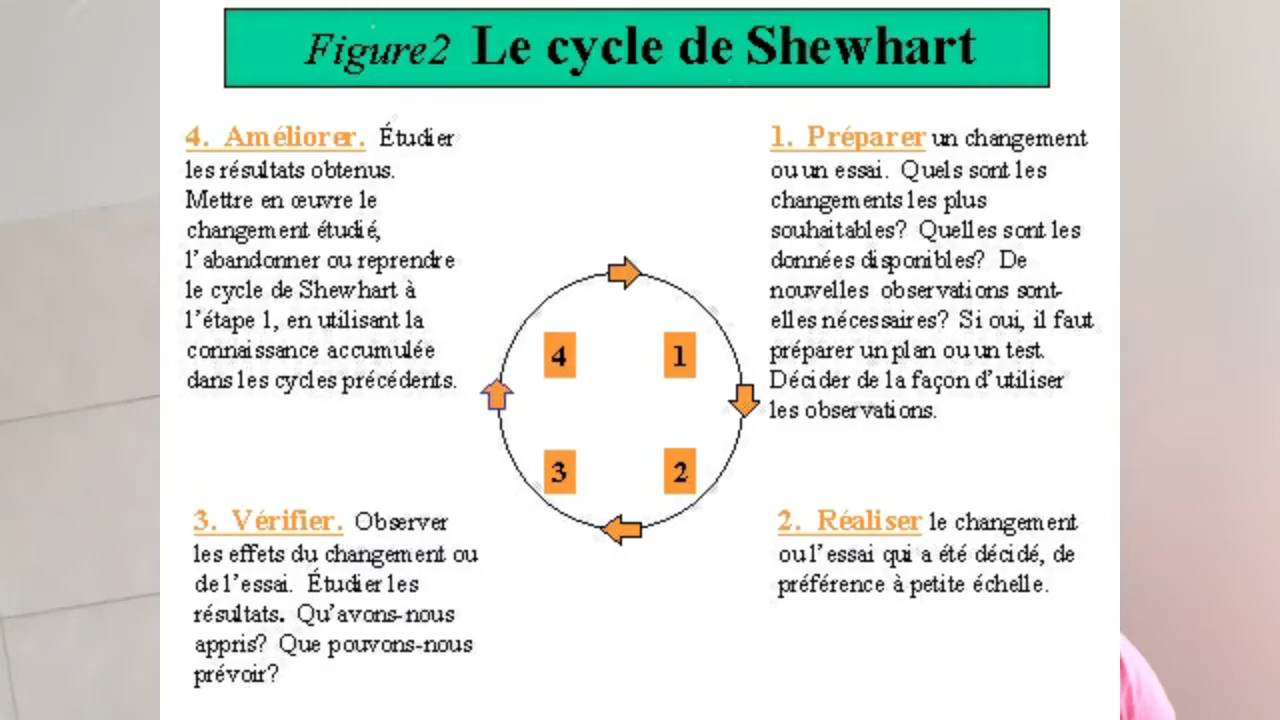 Figure2 Le cycle de Shewhart
4. Améliorer. Étudier
les résultats obtenus.
Mettre en œuvre le
changement étudié,
l'abandonner ou reprendre
le cycle de Shewhart à
l'étape 1, en utilisant la
connaissance accumulée
dans les cycles précédents.
1. Préparer un changement
ou un essai. Quels sont les
changements les plus
souhaitables? Quelles sont les
données disponibles? De
nouvelles observations sont-
elles nécessaires? Si oui, il faut
préparer un plan ou un test.
Décider de la façon d'utiliser
les observations.
4
1
3
2
3. Vérifier. Observer
les effets du changement ou
de l'essai. Étudier les
résultats. Qu'avons-nous
appris? Que pouvons-nous
prévoir?
2. Réaliser le changement
ou l'essai qui a été décidé, de
préférence à petite échelle.